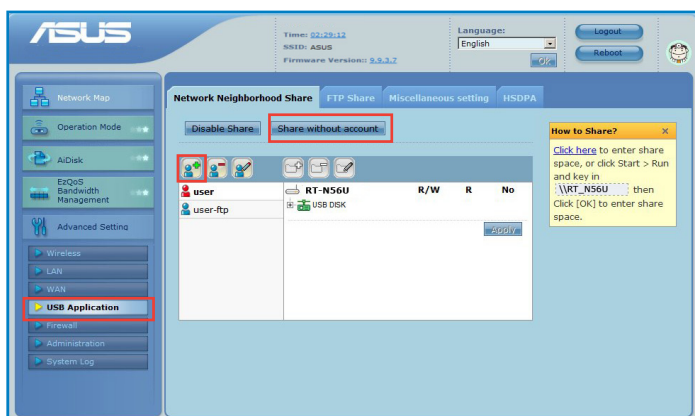 ASUS
Time: 02:29:12
SSID: ASUS
Firmware Version: 9.9.3.7
Language:
English
OK
Logout
Reboot
Network Map
Operation Mode
AiDisk
EzQoS
Bandwidth
Management
Advanced Setting
Wireless
LAN
WAN
USB Application
Firewall
Administration
System Log
Network Neighborhood Share FTP Share Miscellaneous setting HSDPA
Disable Share Share without account
user
user-ftp
RT-N56U R/W R No
USB DISK
Apply
How to Share? X
Click here to enter share
space, or click Start > Run
and key in
\\RT_N56U then
Click [OK] to enter share
space.